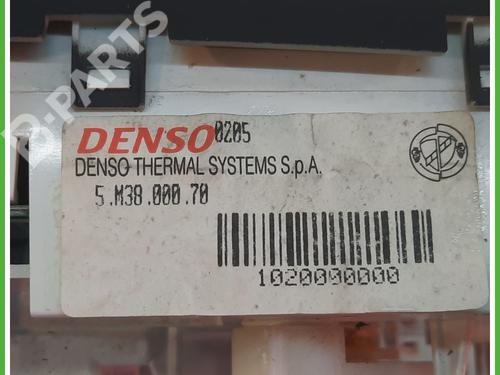 B-PARTS
DENSO 0205
DENSO THERMAL SYSTEMS S.p.A.
5.M38.000.70
1020090000